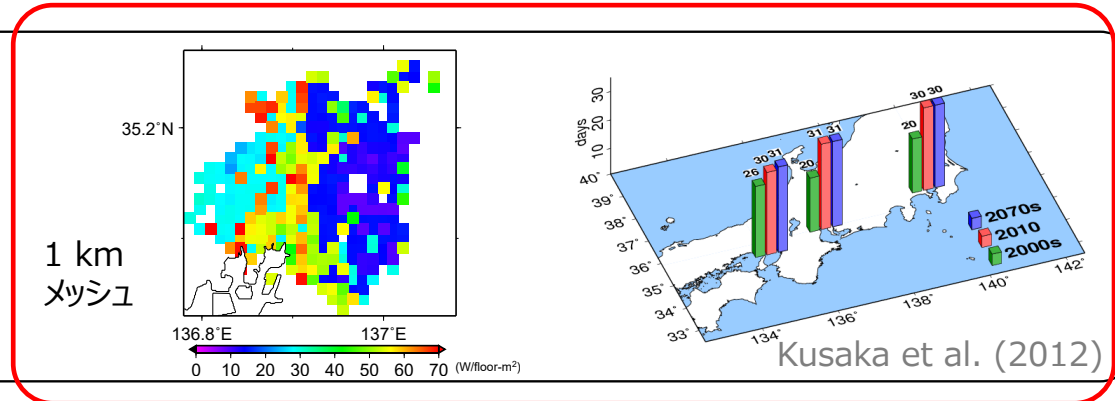 35.2°N
1 km
メッシュ
136.8°E 137°E
0 10 20 30 40 50 60 70 (W/floor-m²)
days
10 20 30
26 30 31
20 31 31
20 30 30
40° 39° 38° 37° 36° 35° 34° 33°
134° 136° 138° 140° 142°
2070s
2010
2000s
Kusaka et al. (2012)